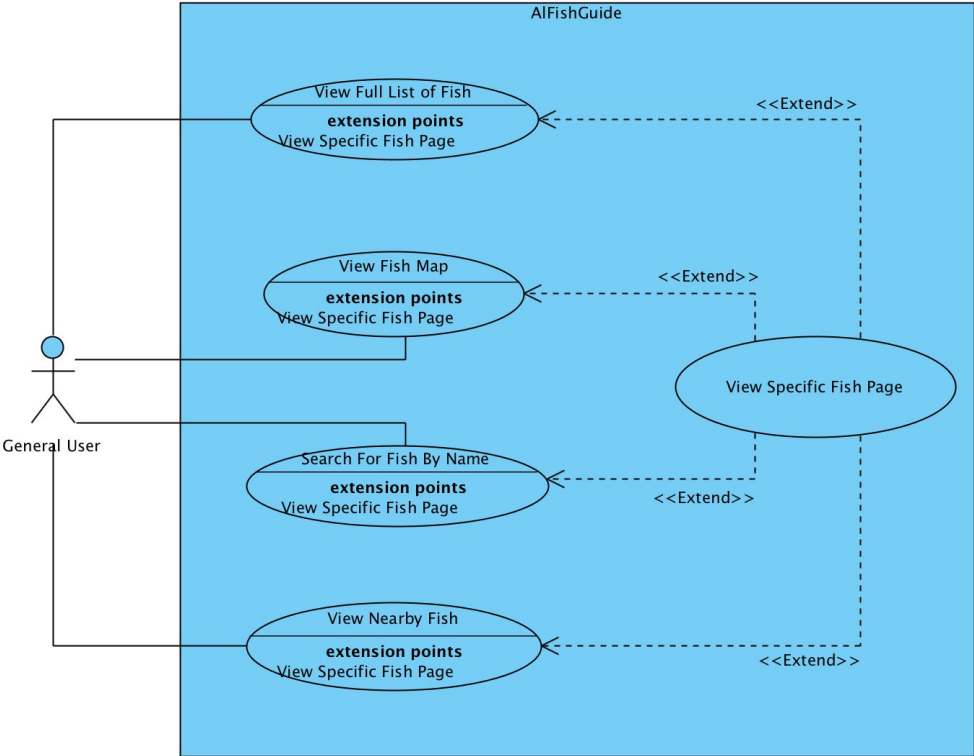 AlFishGuide
View Full List of Fish
extension points
View Specific Fish Page
<<Extend>>
View Fish Map
extension points
View Specific Fish Page
<<Extend>>
View Specific Fish Page
General User
Search For Fish By Name
extension points
View Specific Fish Page
<<Extend>>
View Nearby Fish
extension points
View Specific Fish Page
<<Extend>>